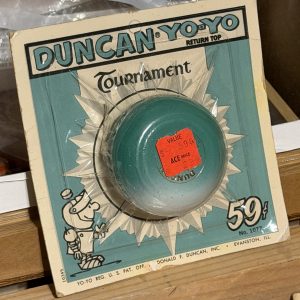 DUNCAN® YO-YO
RETURN TOP
Tournament
VALUE
ACE
59¢
YO-YO REG. U. S. PAT. OFF. DONALD F. DUNCAN, INC. EVANSTON, ILL.